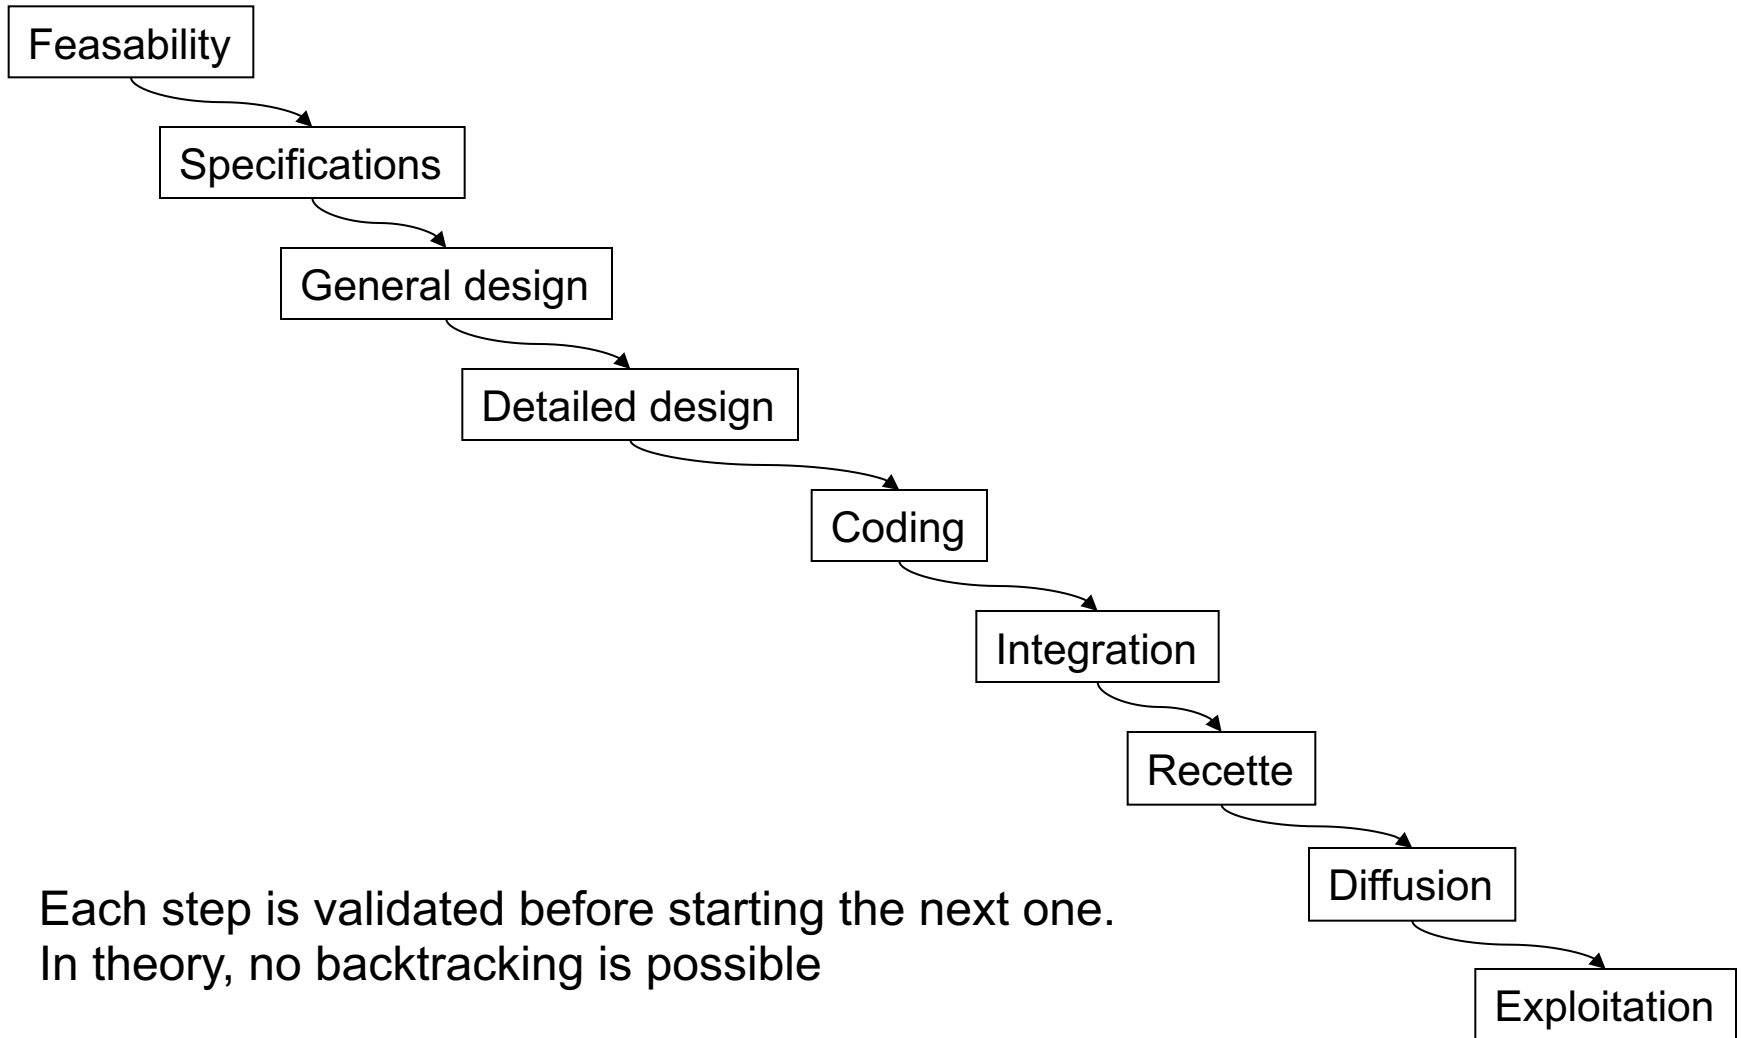 Feasability
Specifications
General design
Detailed design
Coding
Integration
Recette
Diffusion
Each step is validated before starting the next one.
In theory, no backtracking is possible
Exploitation